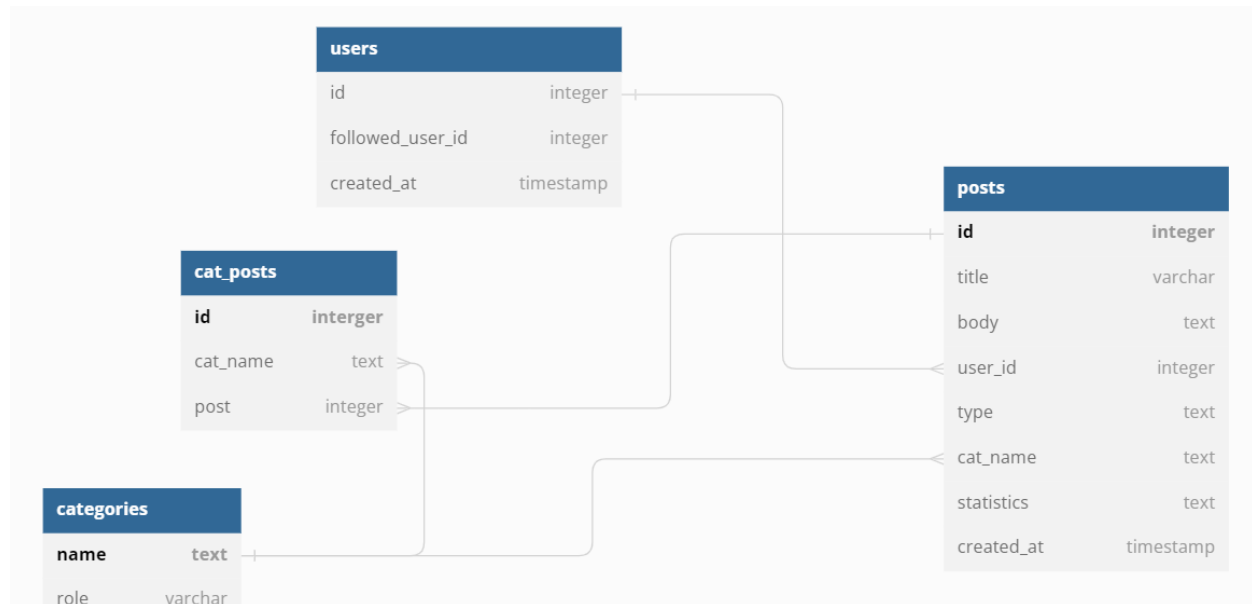 users
id integer
followed_user_id integer
created_at timestamp
posts
id integer
title varchar
body text
user_id integer
type text
cat_name text
statistics text
created_at timestamp
cat_posts
id interger
cat_name text
post integer
categories
name text
role varchar